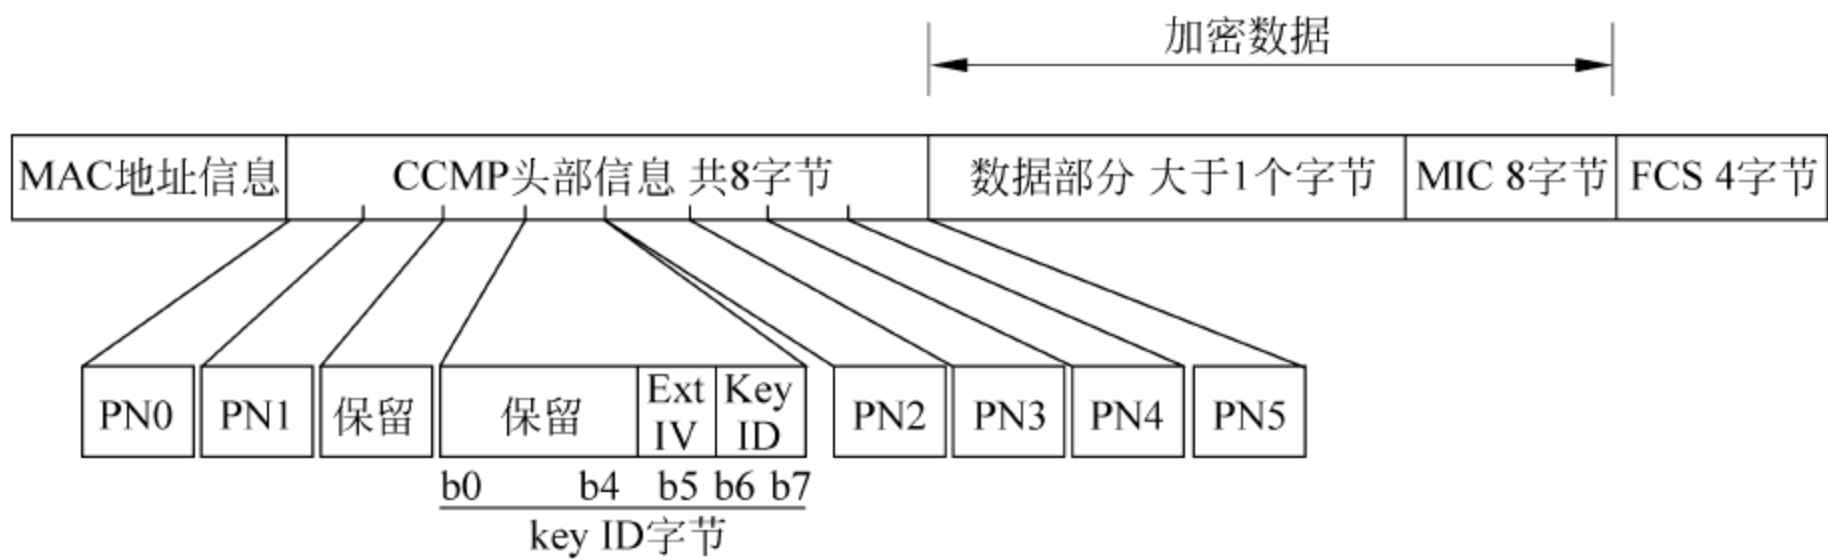 加密数据
MAC地址信息 CCMP头部信息 共8字节 数据部分 大于1个字节 MIC 8字节 FCS 4字节
PN0 PN1 保留 保留 Ext IV Key ID PN2 PN3 PN4 PN5
b0 b4 b5 b6 b7
key ID字节